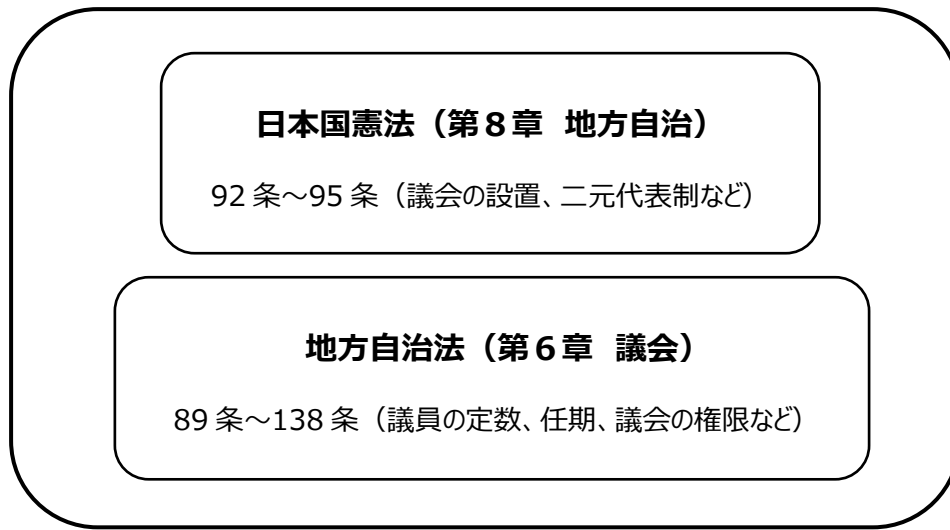 日本国憲法（第８章 地方自治）
92 条～95 条（議会の設置、二元代表制など）
地方自治法（第６章 議会）
89 条～138 条（議員の定数、任期、議会の権限など）